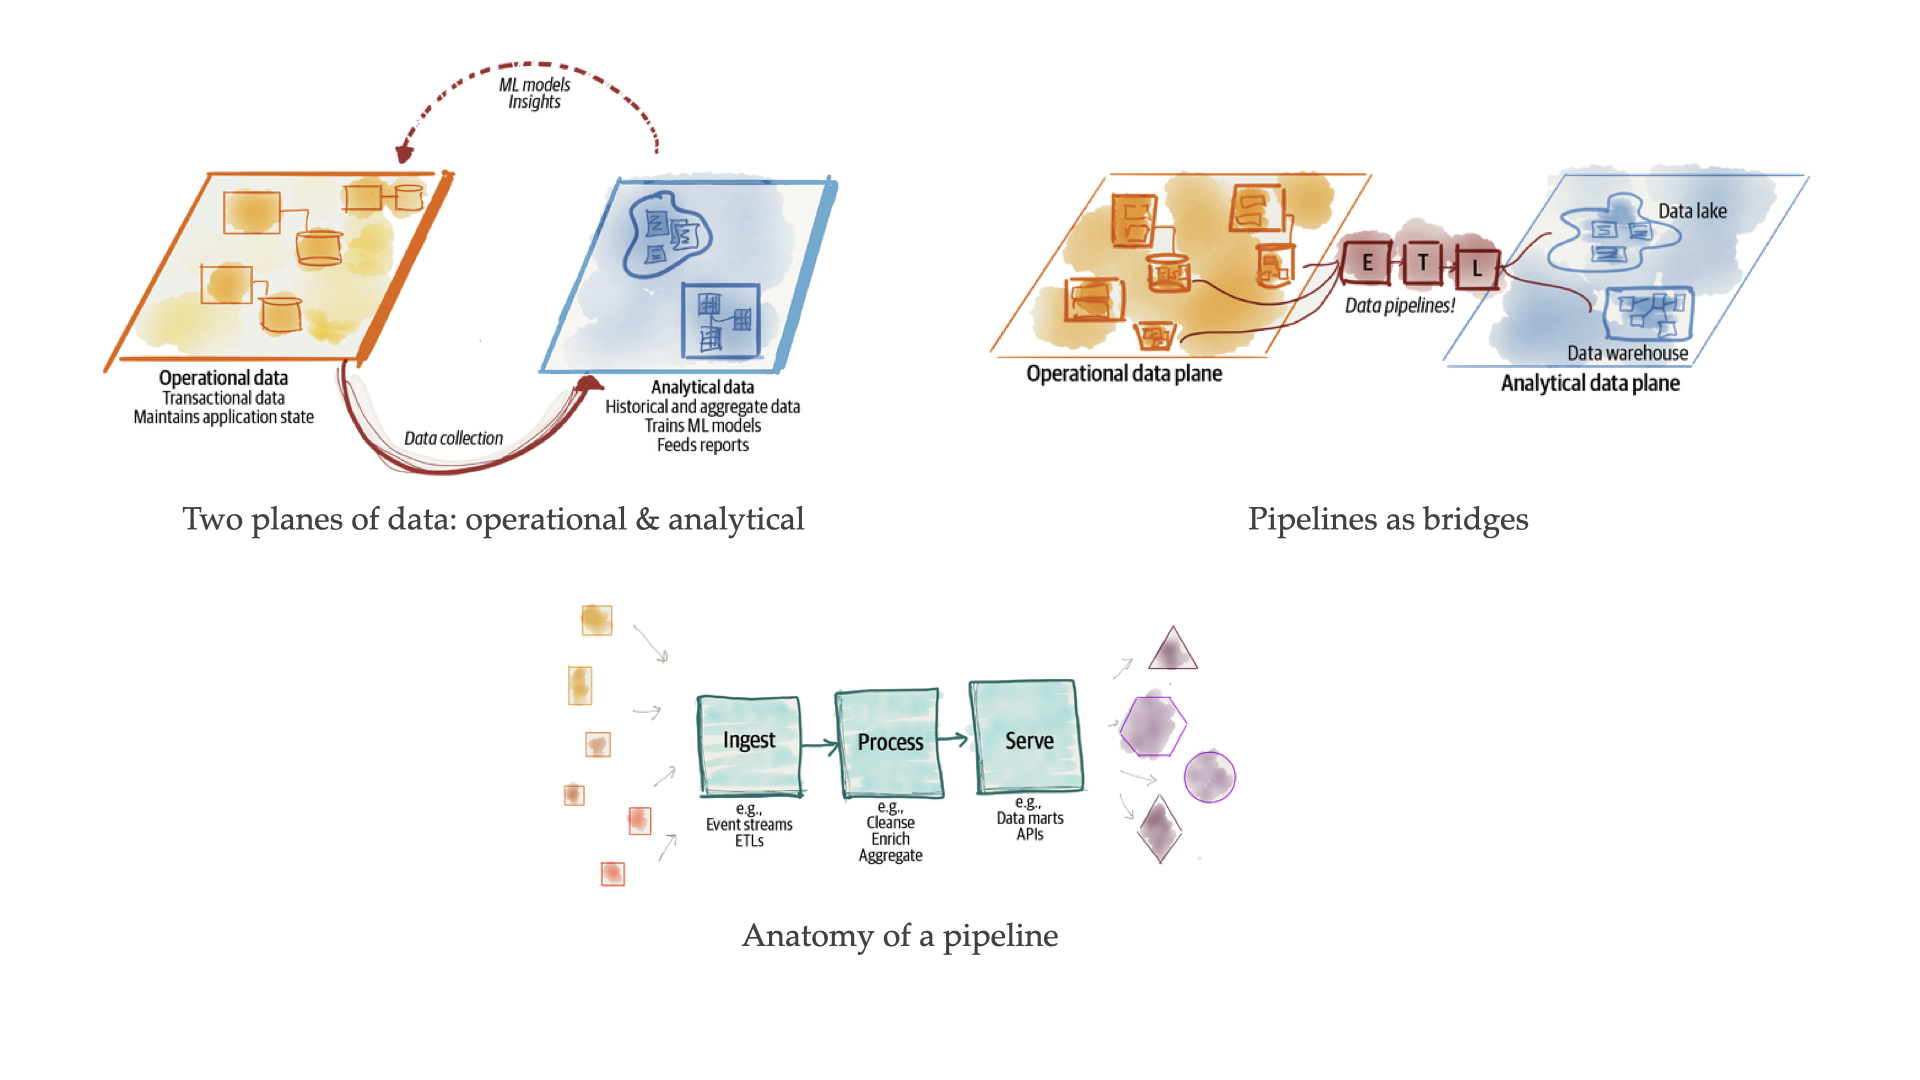 ML models
Insights
Operational data
Transactional data
Maintains application state
Data collection
Analytical data
Historical and aggregate data
Trains ML models
Feeds reports
Two planes of data: operational & analytical
E T L
Data pipelines!
Data lake
Data warehouse
Operational data plane
Analytical data plane
Pipelines as bridges
Ingest
e.g.,
Event streams
ETLs
Process
e.g.,
Cleanse
Enrich
Aggregate
Serve
e.g.,
Data marts
APIs
Anatomy of a pipeline